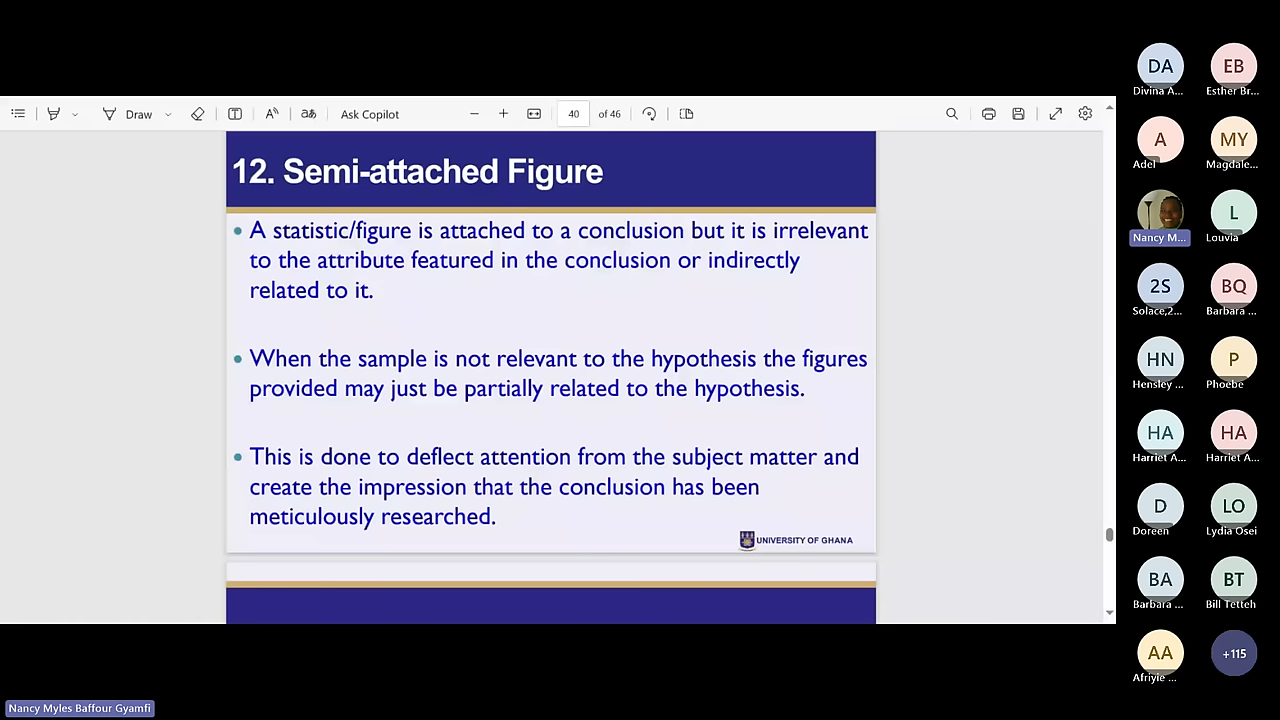 Draw
Ask Copilot
40 of 46
12. Semi-attached Figure
• A statistic/figure is attached to a conclusion but it is irrelevant
to the attribute featured in the conclusion or indirectly
related to it.
• When the sample is not relevant to the hypothesis the figures
provided may just be partially related to the hypothesis.
• This is done to deflect attention from the subject matter and
create the impression that the conclusion has been
meticulously researched.
UNIVERSITY OF GHANA
DA
Divina A...
EB
Esther Br...
A
Adel
MY
Magdale...
Nancy M...
L
Louvia
2S
Solace,2...
BQ
Barbara ...
HN
Hensley ...
P
Phoebe
HA
Harriet A...
HA
Harriet A...
D
Doreen
LO
Lydia Osei
BA
Barbara ...
BT
Bill Tetteh
AA
Afriyie ...
+115
Nancy Myles Baffour Gyamfi